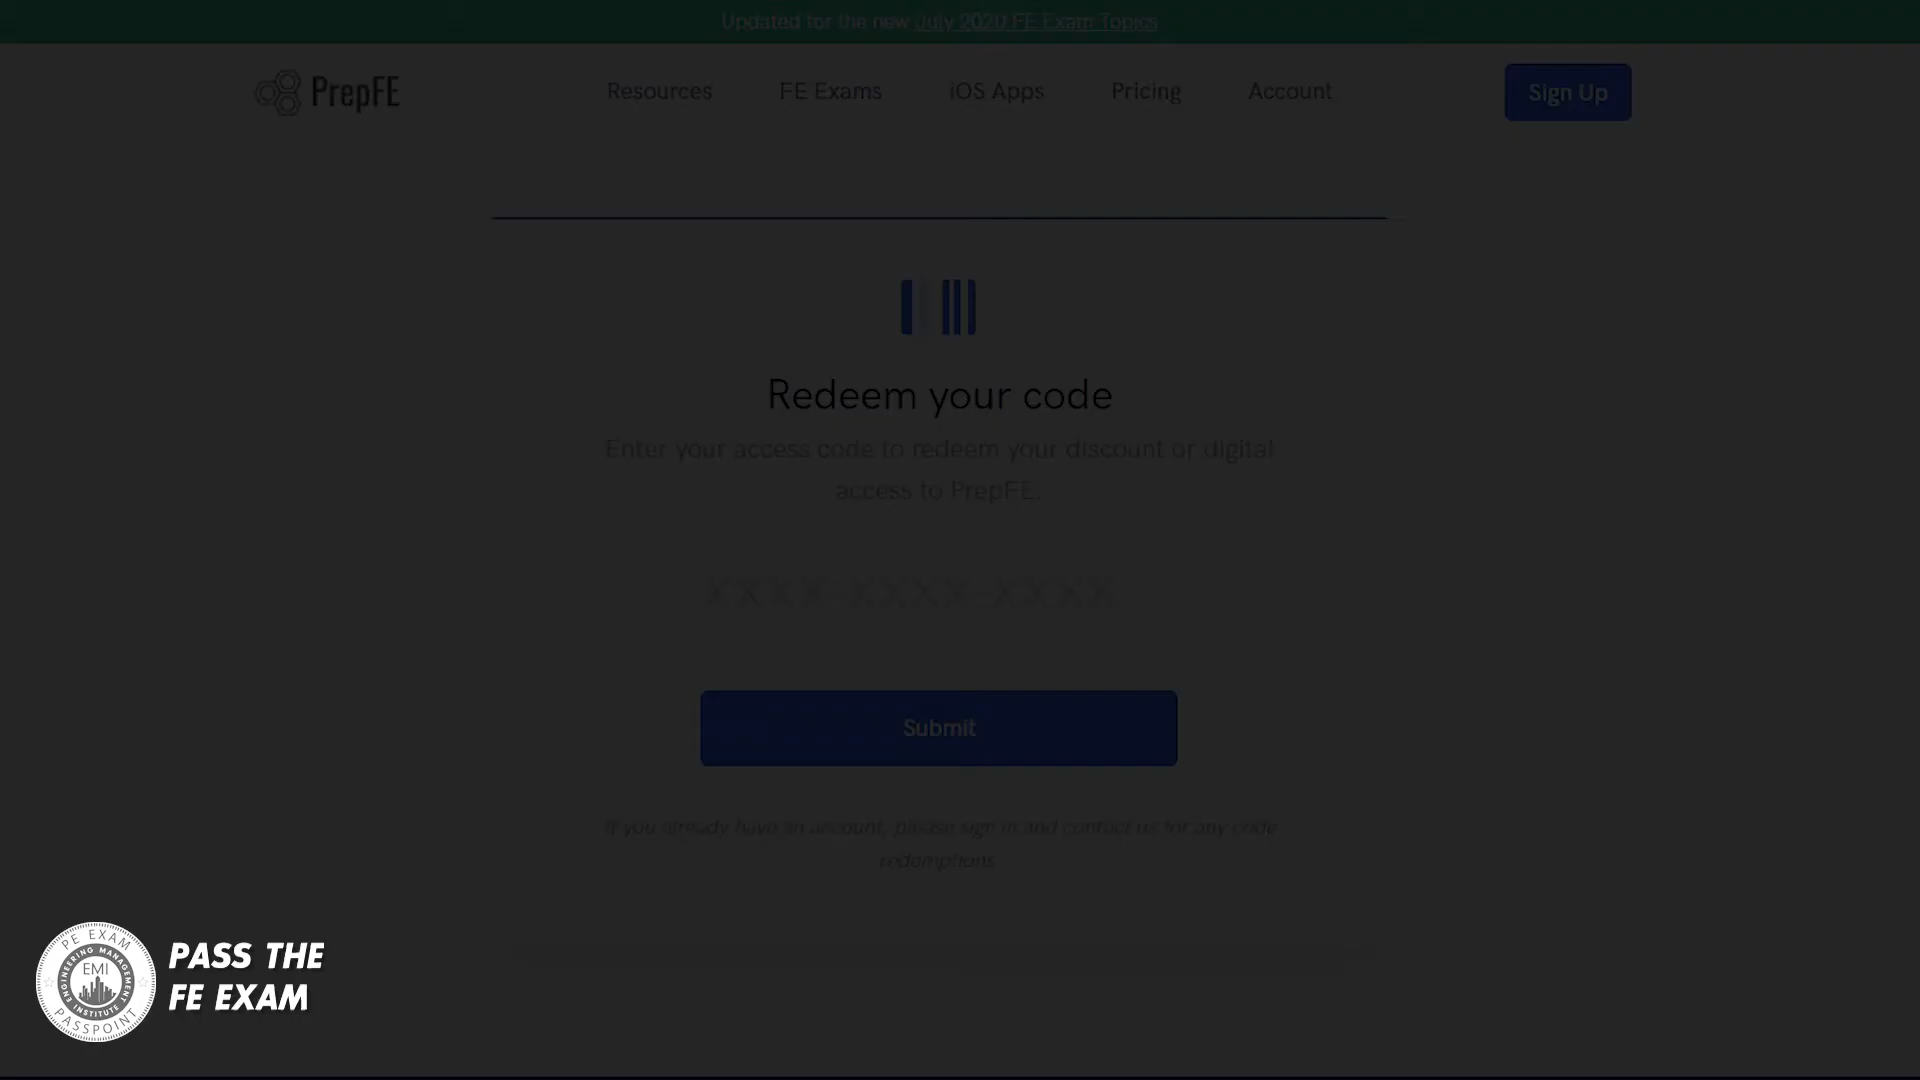 Updated for the new July 2020 FE Exam Topics
PrepFE
Resources
FE Exams
iOS Apps
Pricing
Account
Sign Up
Redeem your code
Enter your access code to redeem your discount or digital
access to PrepFE.
XXXX-XXXX-XXXX
Submit
If you already have an account, please sign in and contact us for any code
redemptions.
PE EXAM
ENGINEERING MANAGEMENT
EMI
INSTITUTE
PASSPOINT
PASS THE
FE EXAM